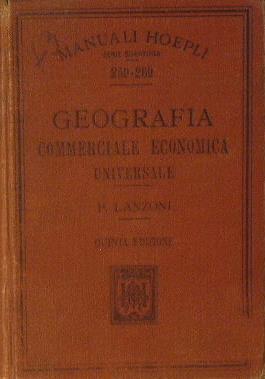 MANUALI HOEPLI
SERIE SCIENTIFICA
259-260
GEOGRAFIA
COMMERCIALE ECONOMICA
UNIVERSALE
P. LANZONI
QUINTA EDIZIONE